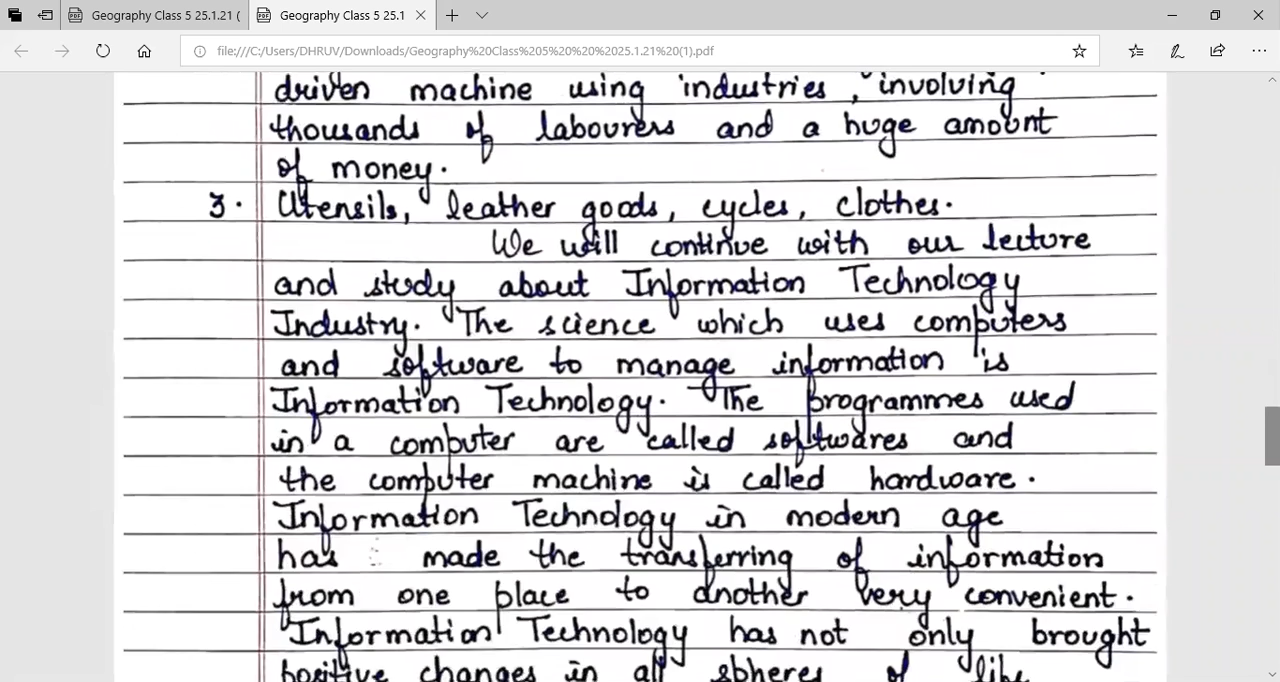 Geography Class 5 25.1.21 (
Geography Class 5 25.1
file:///C:/Users/DHRUV/Downloads/Geography%20Class%205%20%20%2025.1.21%20(1).pdf
driven machine using industries, involving
thousands of labourers and a huge amount
of money.
3. Utensils, leather goods, cycles, clothes.
We will continue with our lecture
and study about Information Technology
Industry. The science which uses computers
and software to manage information is
Information Technology. The programmes used
in a computer are called softwares and
the computer machine is called hardware.
Information Technology in modern age
has made the transferring of information
from one place to another very convenient.
Information Technology has not only brought
positive changes in all spheres of life